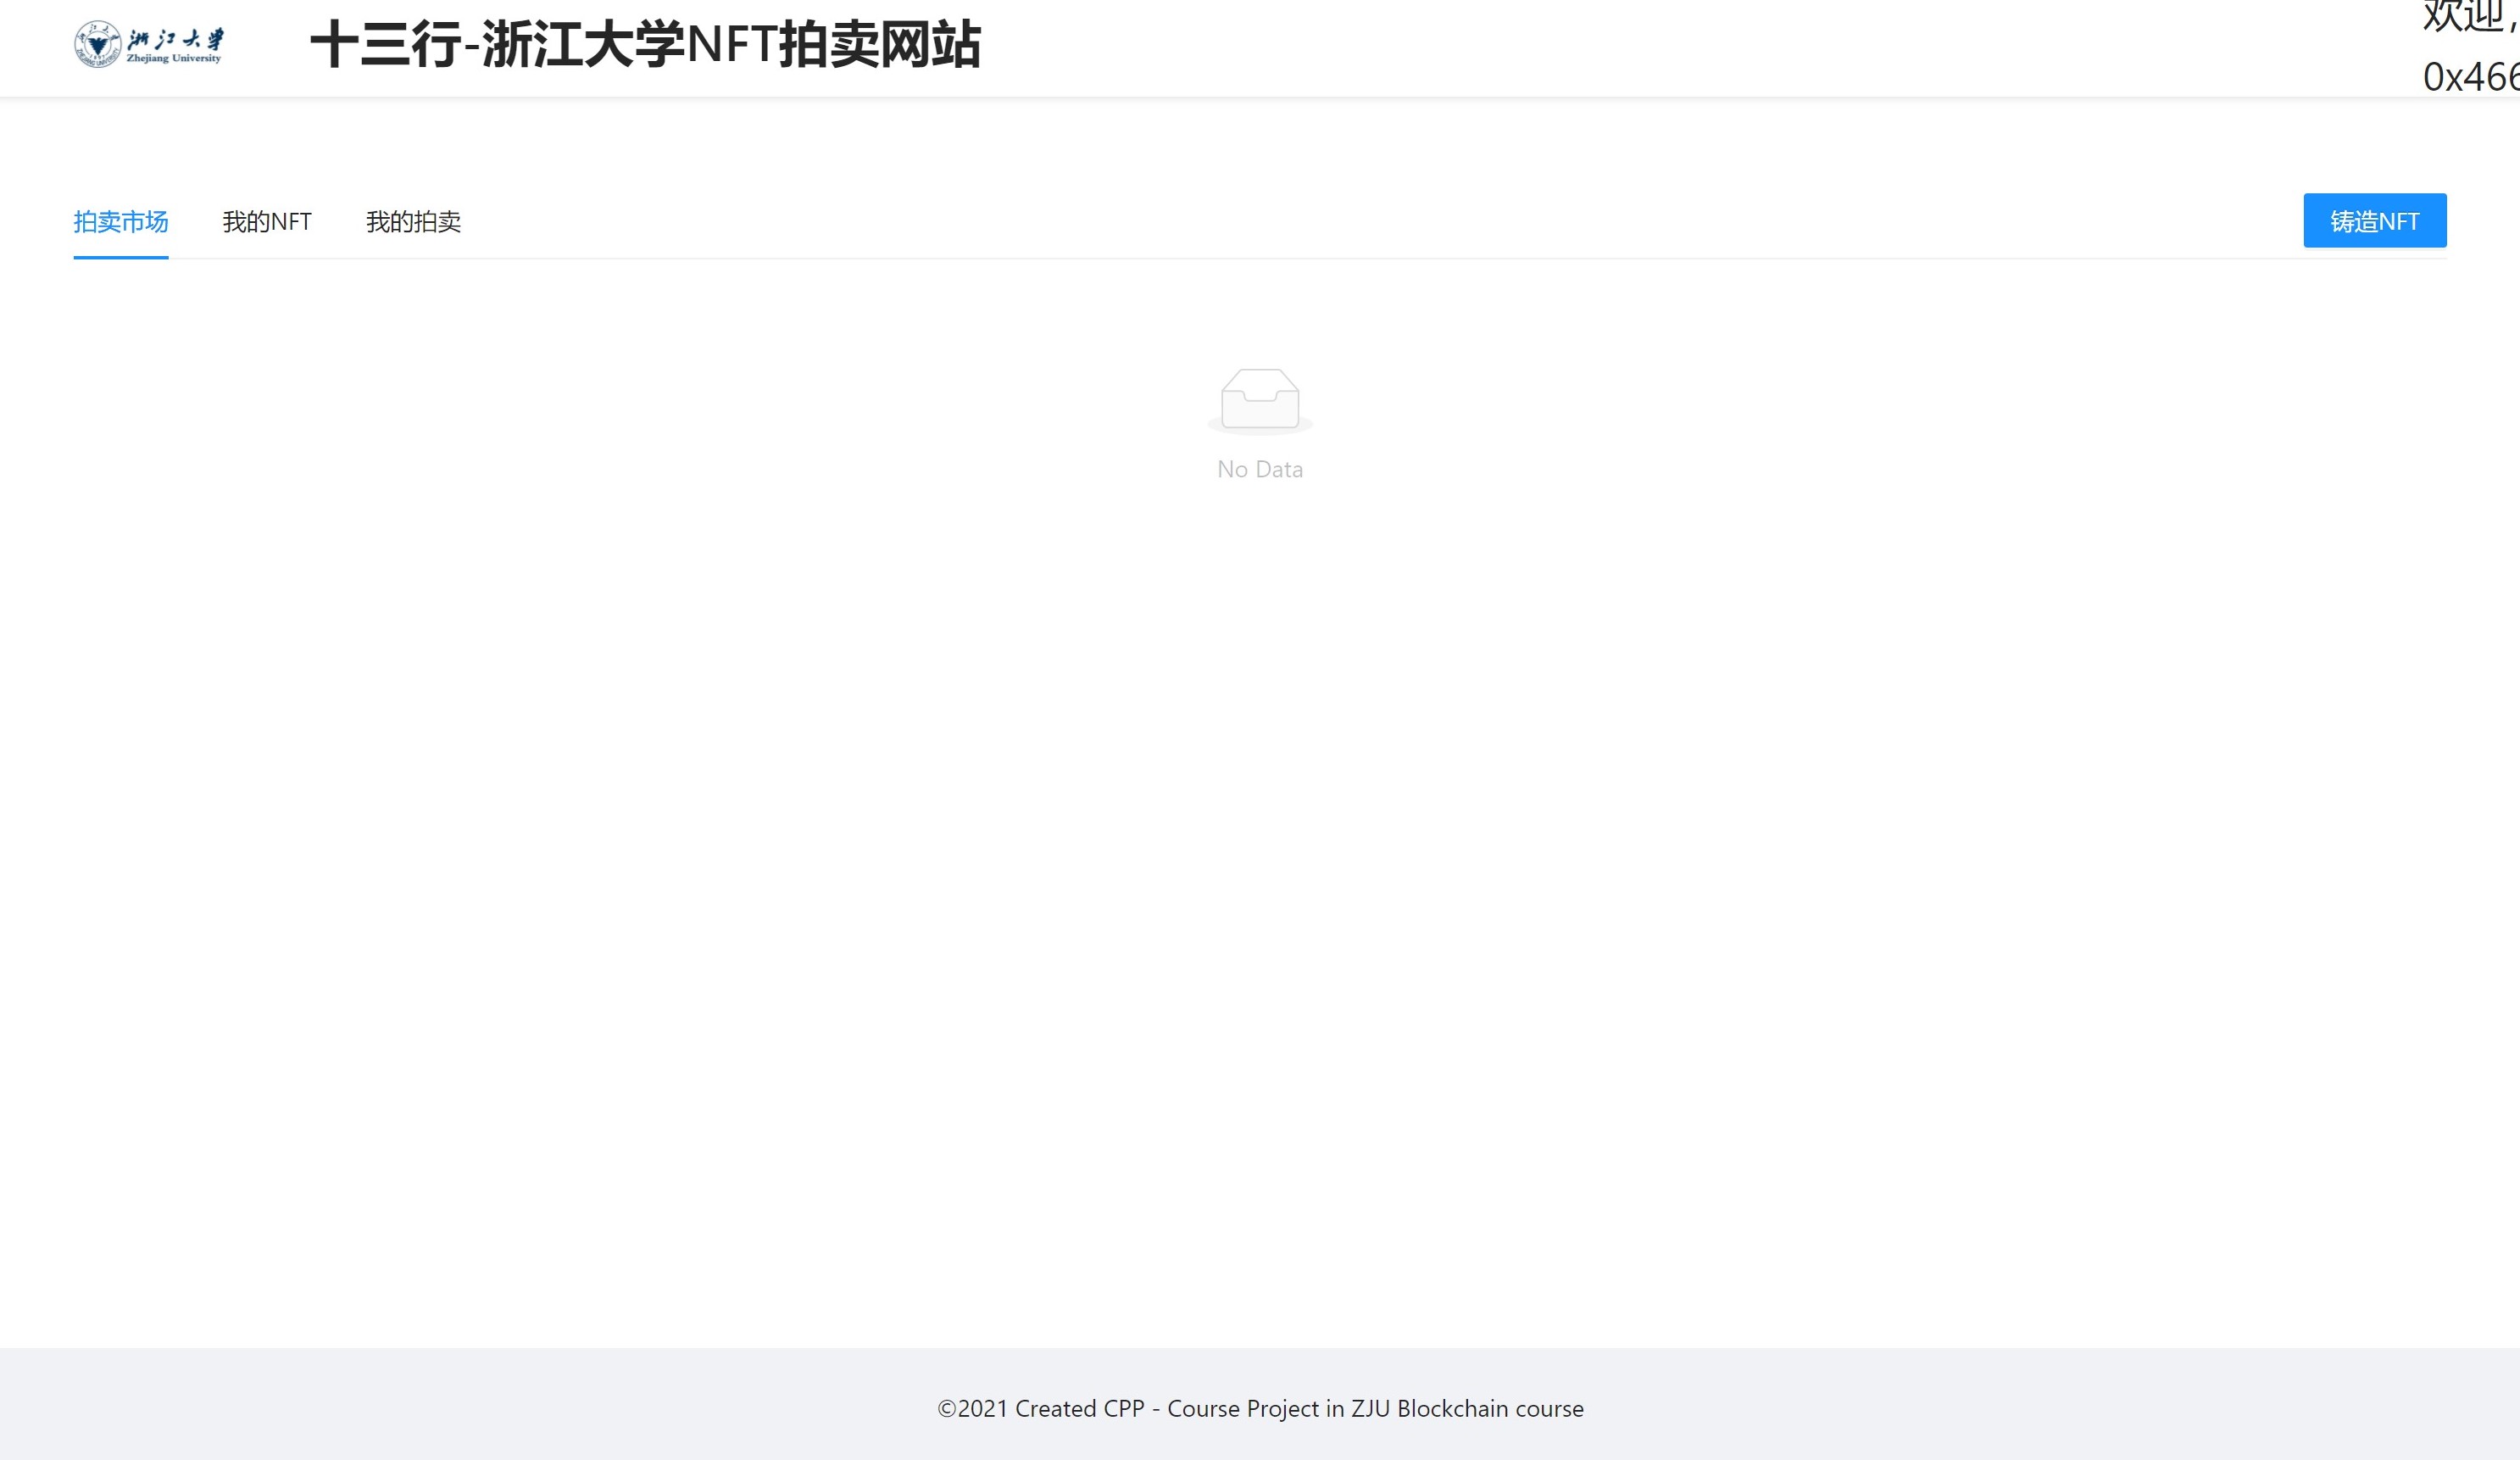 浙江大学
Zhejiang University
十三行-浙江大学NFT拍卖网站
欢迎,
0x466
拍卖市场
我的NFT
我的拍卖
铸造NFT
No Data
©2021 Created CPP - Course Project in ZJU Blockchain course